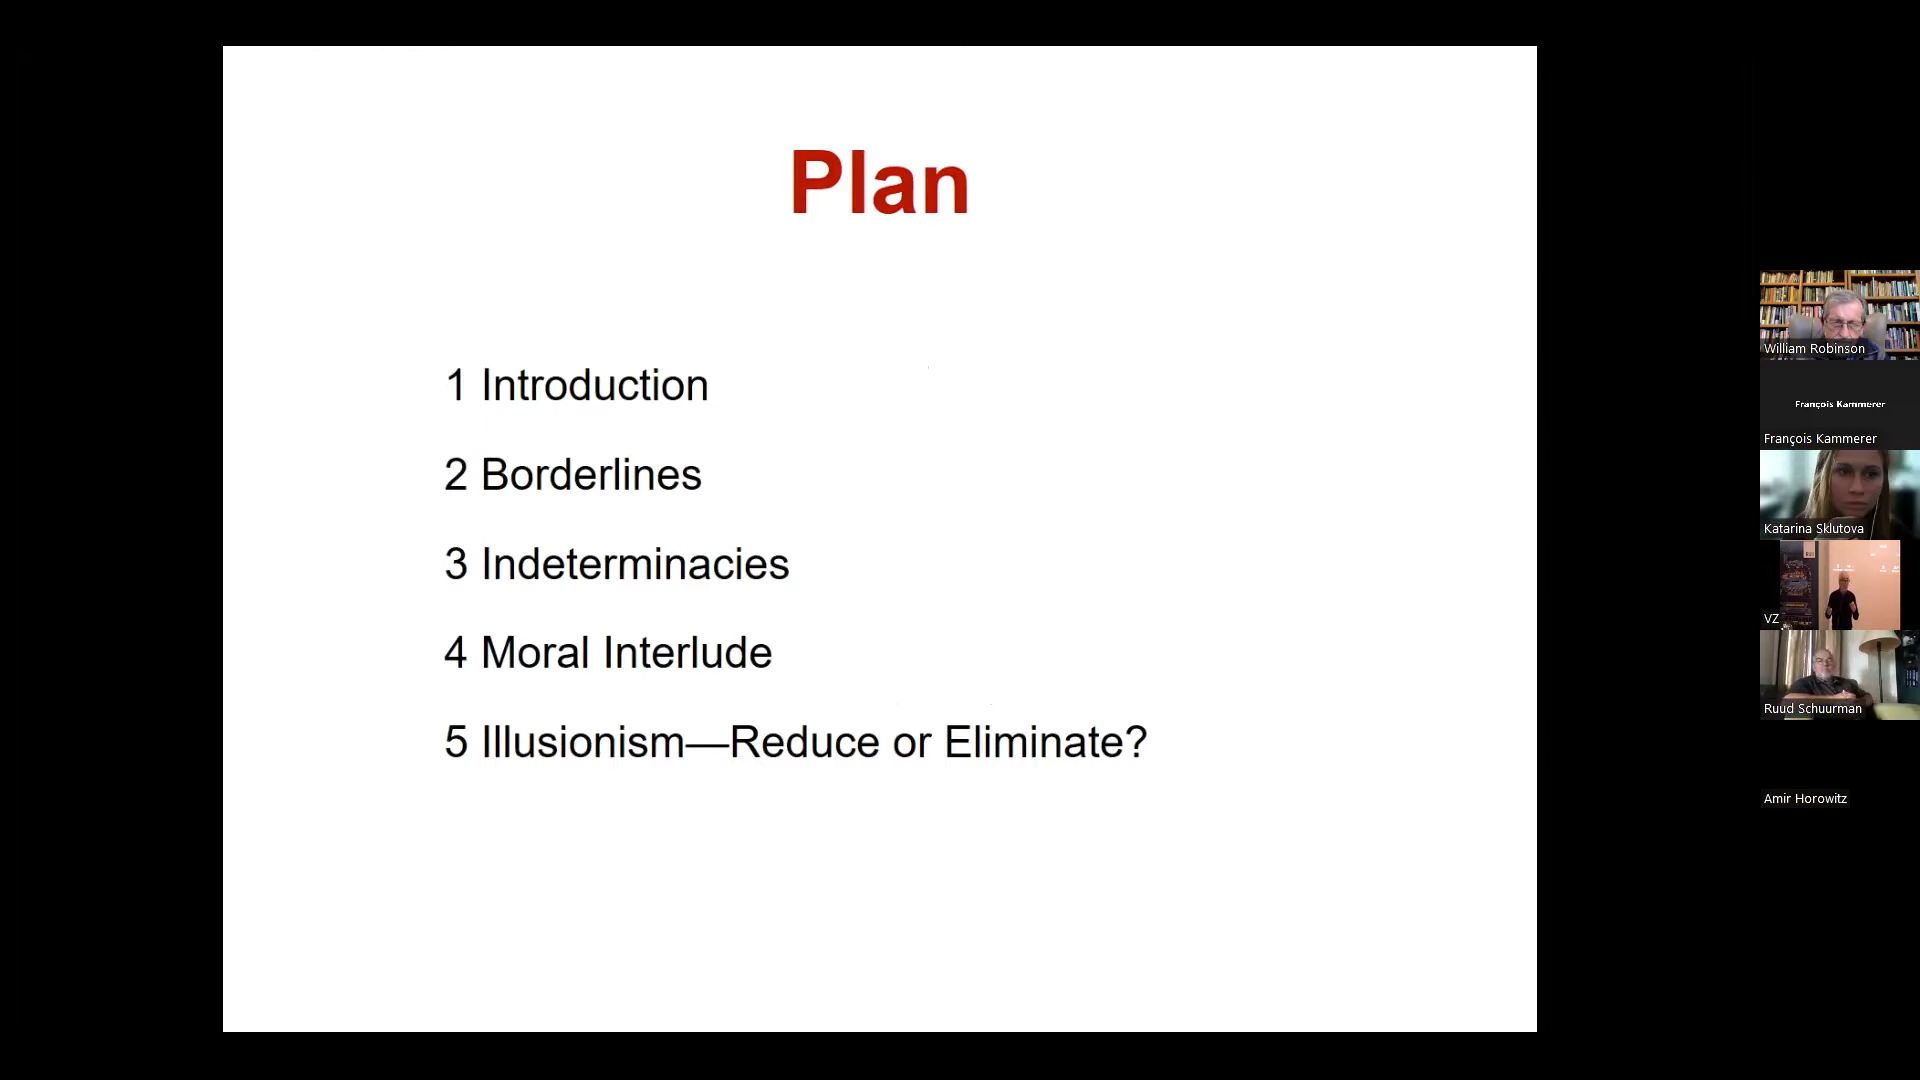 Plan
1 Introduction
2 Borderlines
3 Indeterminacies
4 Moral Interlude
5 Illusionism—Reduce or Eliminate?
William Robinson
François Kammerer
François Kammerer
Katarina Sklutova
VZ
Ruud Schuurman
Amir Horowitz